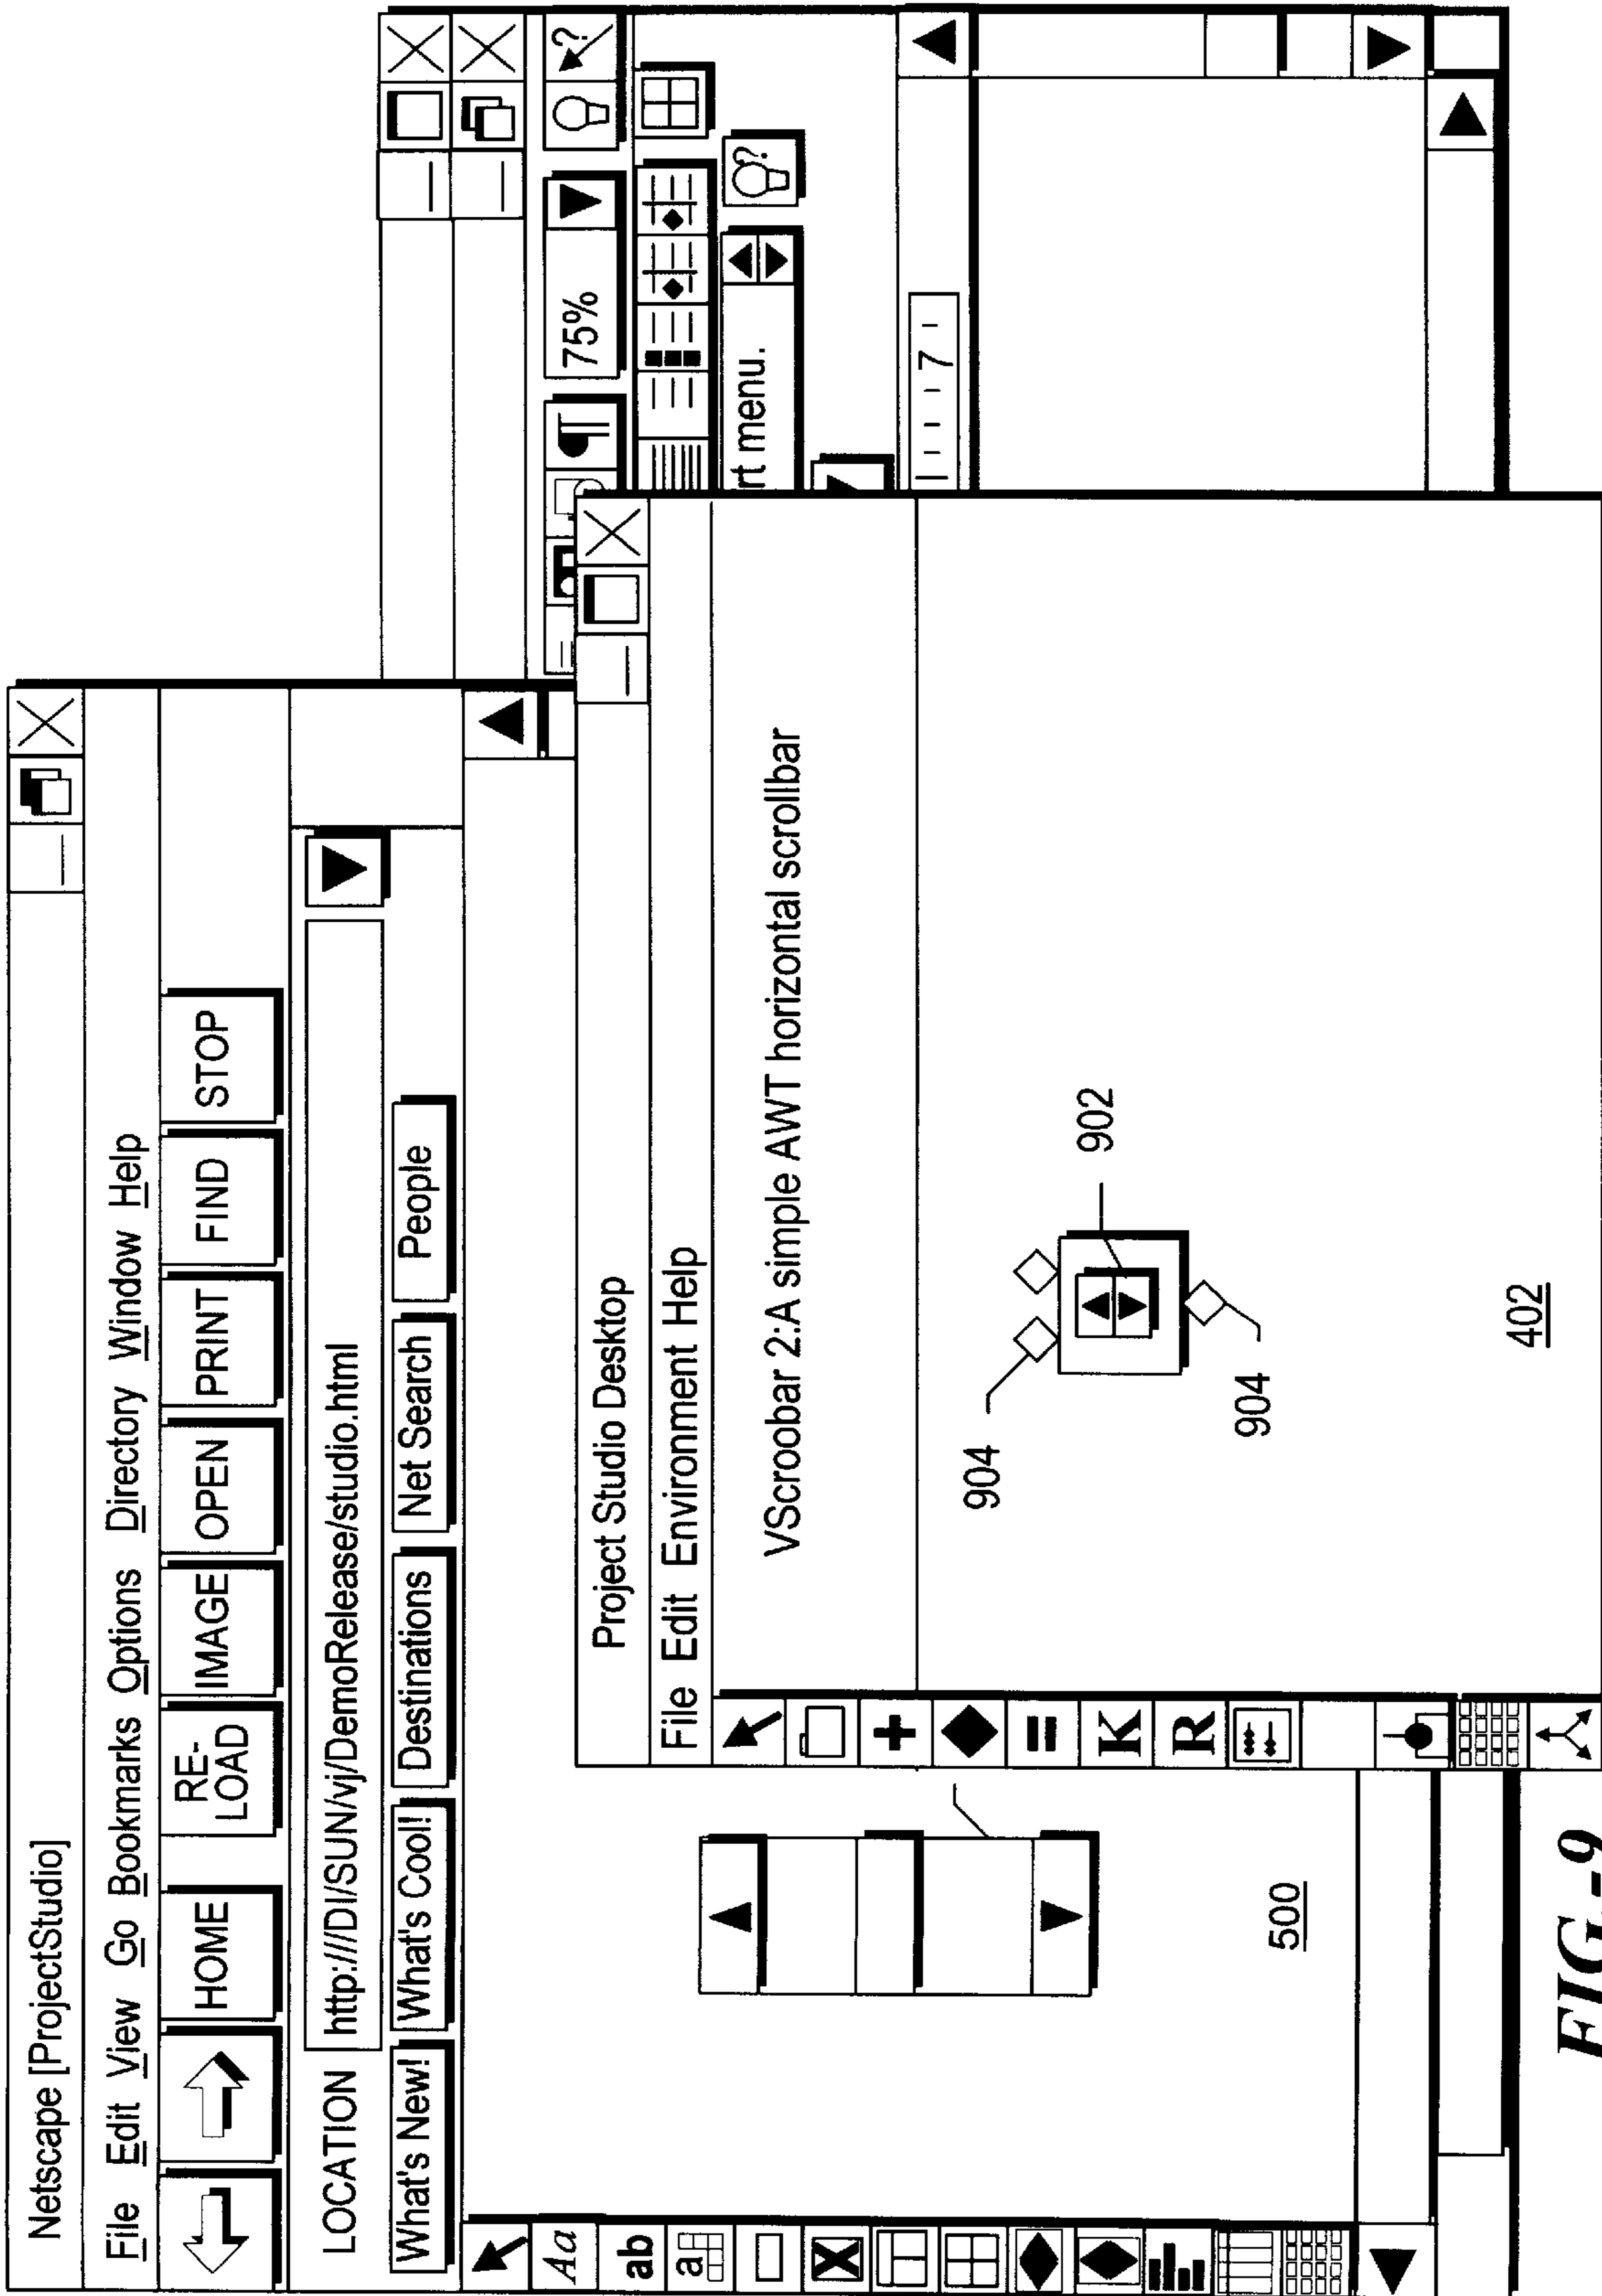 Netscape [ProjectStudio]
File Edit View Go Bookmarks Options Directory Window Help
HOME RE-LOAD IMAGE OPEN PRINT FIND STOP
LOCATION http:///DI/SUN/vj/DemoRelease/studio.html
What's New! What's Cool! Destinations Net Search People
75%
?
?
rt menu.
7
Aa
ab
a
X
500
Project Studio Desktop
File Edit Environment Help
VScroobar 2:A simple AWT horizontal scrollbar
K
R
904
902
904
402
FIG.-9